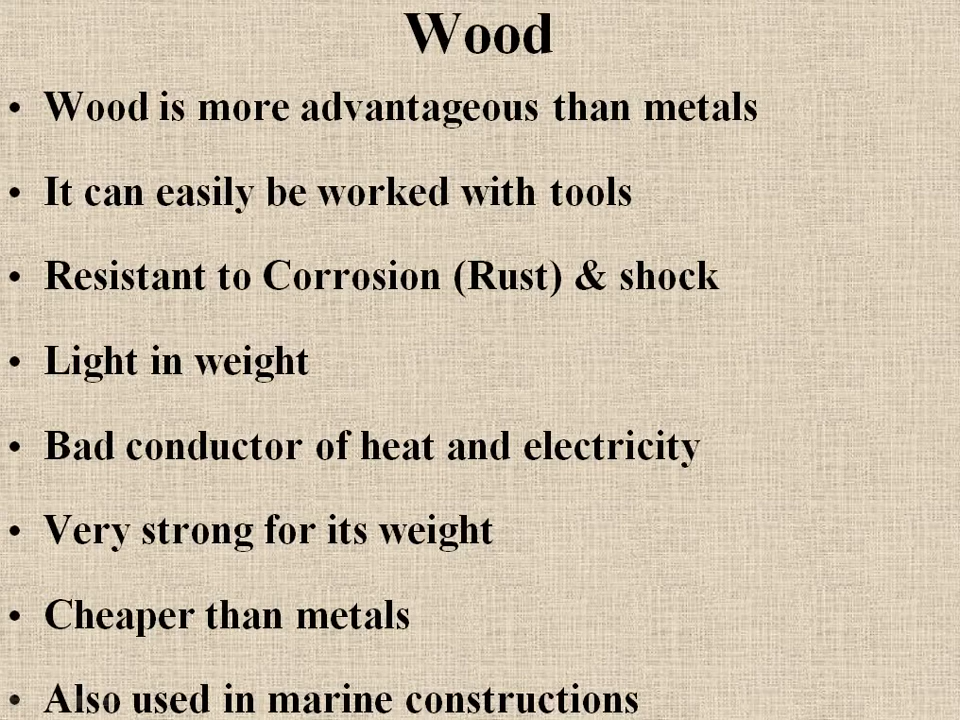 Wood
• Wood is more advantageous than metals
• It can easily be worked with tools
• Resistant to Corrosion (Rust) & shock
• Light in weight
• Bad conductor of heat and electricity
• Very strong for its weight
• Cheaper than metals
• Also used in marine constructions